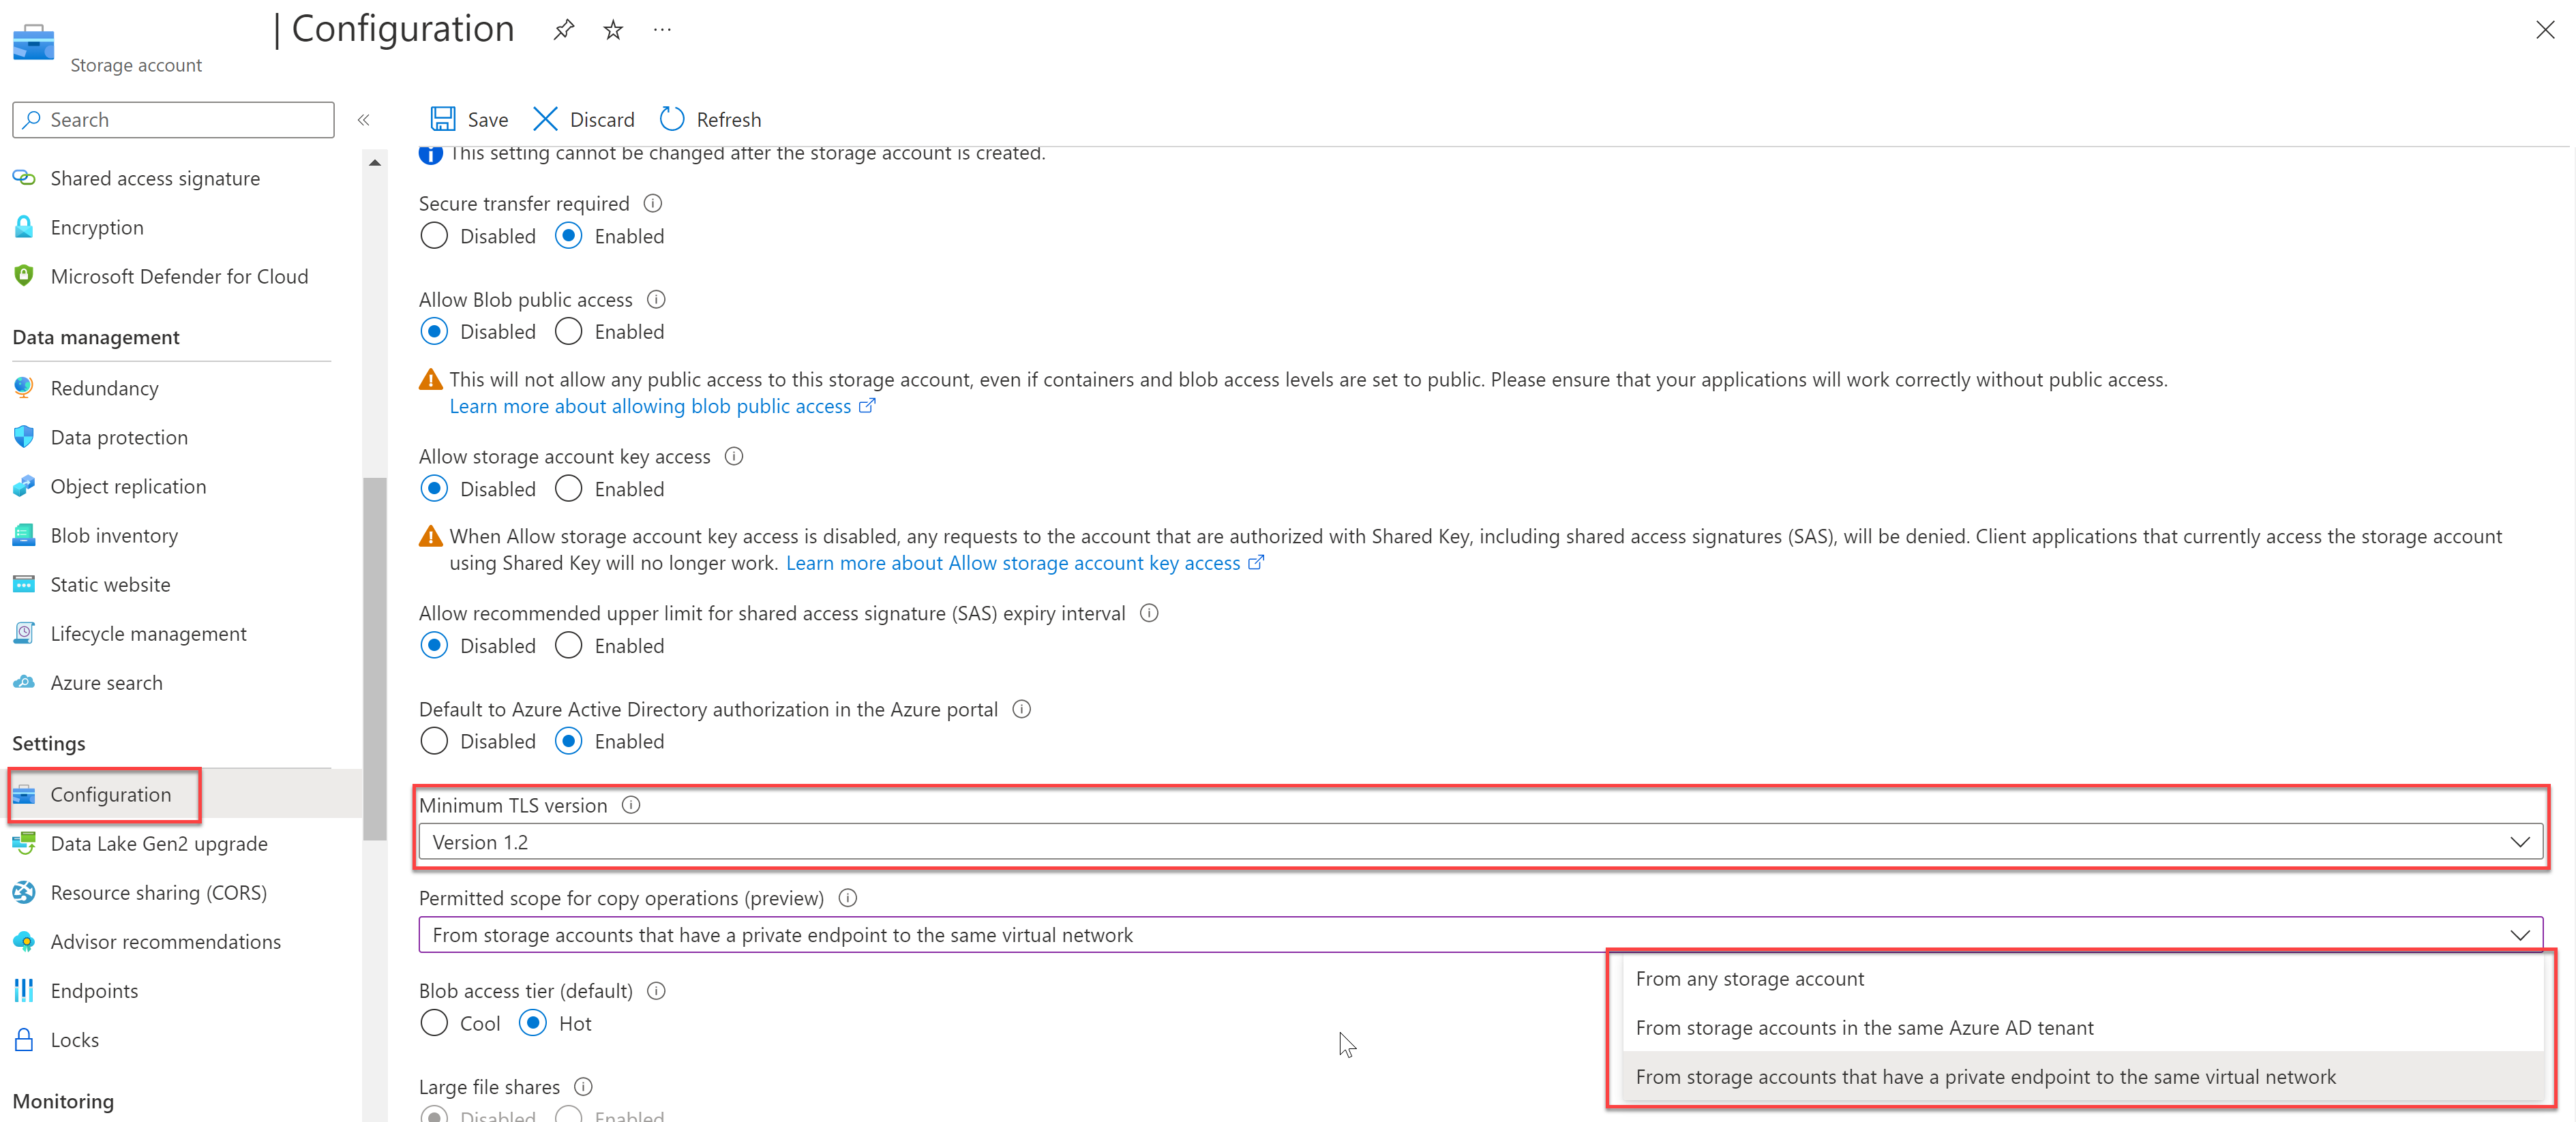 | Configuration
Storage account
Search
«
Save
Discard
Refresh
Shared access signature
Encryption
Microsoft Defender for Cloud
Data management
Redundancy
Data protection
Object replication
Blob inventory
Static website
Lifecycle management
Azure search
Settings
Configuration
Data Lake Gen2 upgrade
Resource sharing (CORS)
Advisor recommendations
Endpoints
Locks
Monitoring
This setting cannot be changed after the storage account is created.
Secure transfer required
Disabled Enabled
Allow Blob public access
Disabled Enabled
This will not allow any public access to this storage account, even if containers and blob access levels are set to public. Please ensure that your applications will work correctly without public access.
Learn more about allowing blob public access
Allow storage account key access
Disabled Enabled
When Allow storage account key access is disabled, any requests to the account that are authorized with Shared Key, including shared access signatures (SAS), will be denied. Client applications that currently access the storage account
using Shared Key will no longer work. Learn more about Allow storage account key access
Allow recommended upper limit for shared access signature (SAS) expiry interval
Disabled Enabled
Default to Azure Active Directory authorization in the Azure portal
Disabled Enabled
Minimum TLS version
Version 1.2
Permitted scope for copy operations (preview)
From storage accounts that have a private endpoint to the same virtual network
From any storage account
From storage accounts in the same Azure AD tenant
From storage accounts that have a private endpoint to the same virtual network
Blob access tier (default)
Cool Hot
Large file shares
Disabled Enabled